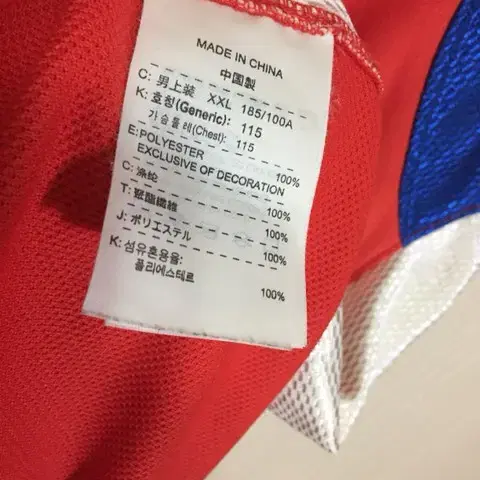 MADE IN CHINA
中国製
C: 男上装 XXL 185/100A
K: 호칭(Generic): 115
가슴둘레(Chest): 115
E: POLYESTER 100%
EXCLUSIVE OF DECORATION
C: 涤纶 100%
T: 聚酯纖維 100%
J: ポリエステル 100%
K: 섬유혼용율:
폴리에스테르 100%